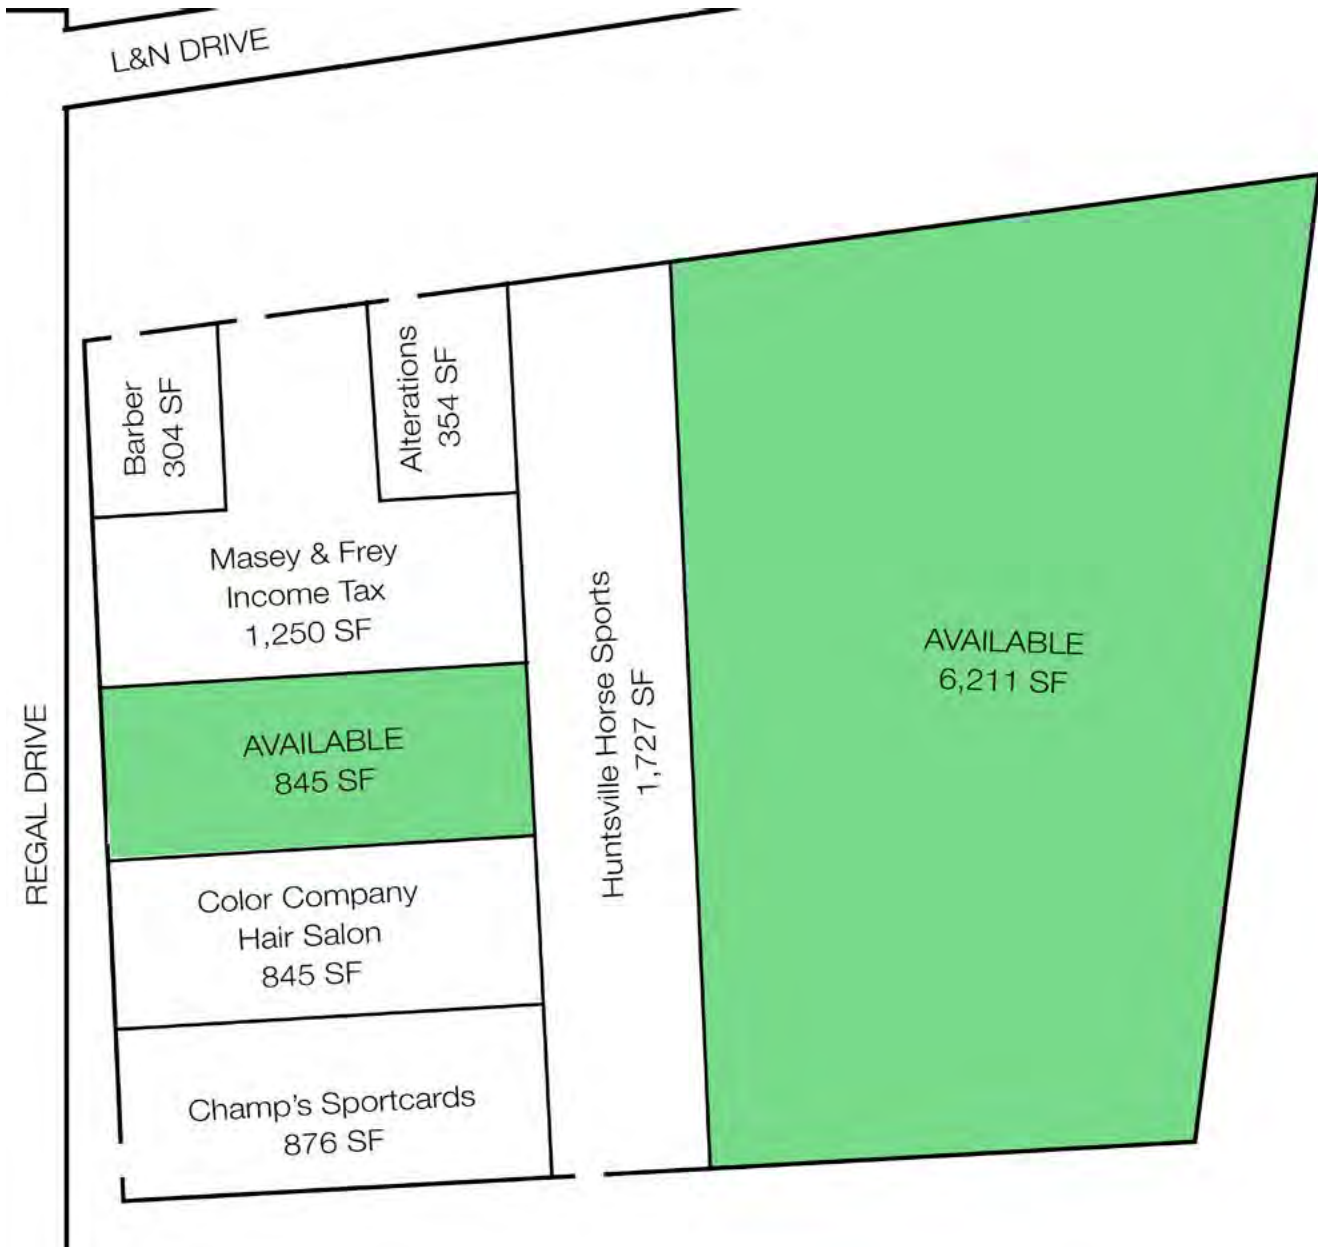 L&N DRIVE
Barber
304 SF
Alterations
354 SF
Masey & Frey
Income Tax
1,250 SF
AVAILABLE
845 SF
Color Company
Hair Salon
845 SF
Champ's Sportcards
876 SF
REGAL DRIVE
Huntsville Horse Sports
1,727 SF
AVAILABLE
6,211 SF